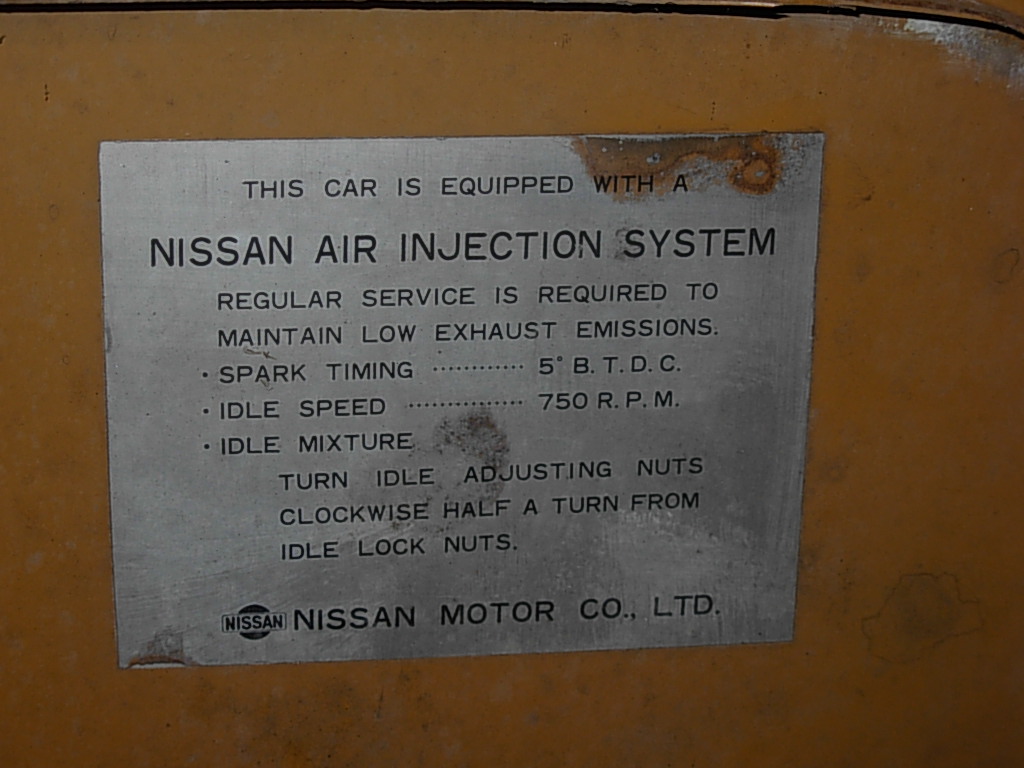 THIS CAR IS EQUIPPED WITH A
NISSAN AIR INJECTION SYSTEM
REGULAR SERVICE IS REQUIRED TO
MAINTAIN LOW EXHAUST EMISSIONS.
· SPARK TIMING ············ 5° B. T. D. C.
· IDLE SPEED ··············· 750 R. P. M.
· IDLE MIXTURE
TURN IDLE ADJUSTING NUTS
CLOCKWISE HALF A TURN FROM
IDLE LOCK NUTS.
NISSAN NISSAN MOTOR CO., LTD.